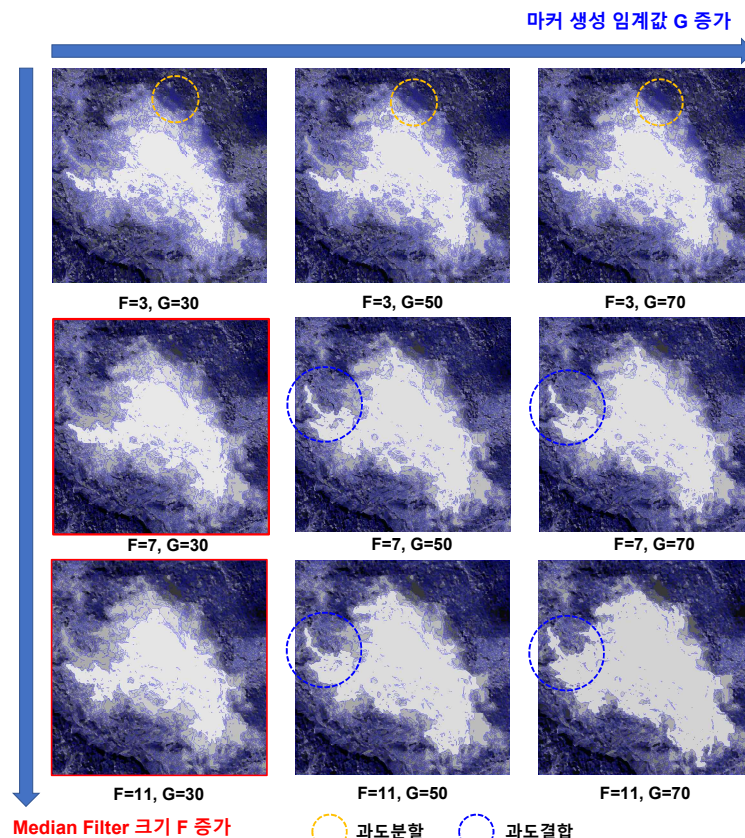 마커 생성 임계값 G 증가
F=3, G=30
F=3, G=50
F=3, G=70
F=7, G=30
F=7, G=50
F=7, G=70
F=11, G=30
F=11, G=50
F=11, G=70
Median Filter 크기 F 증가
과도분할
과도결합